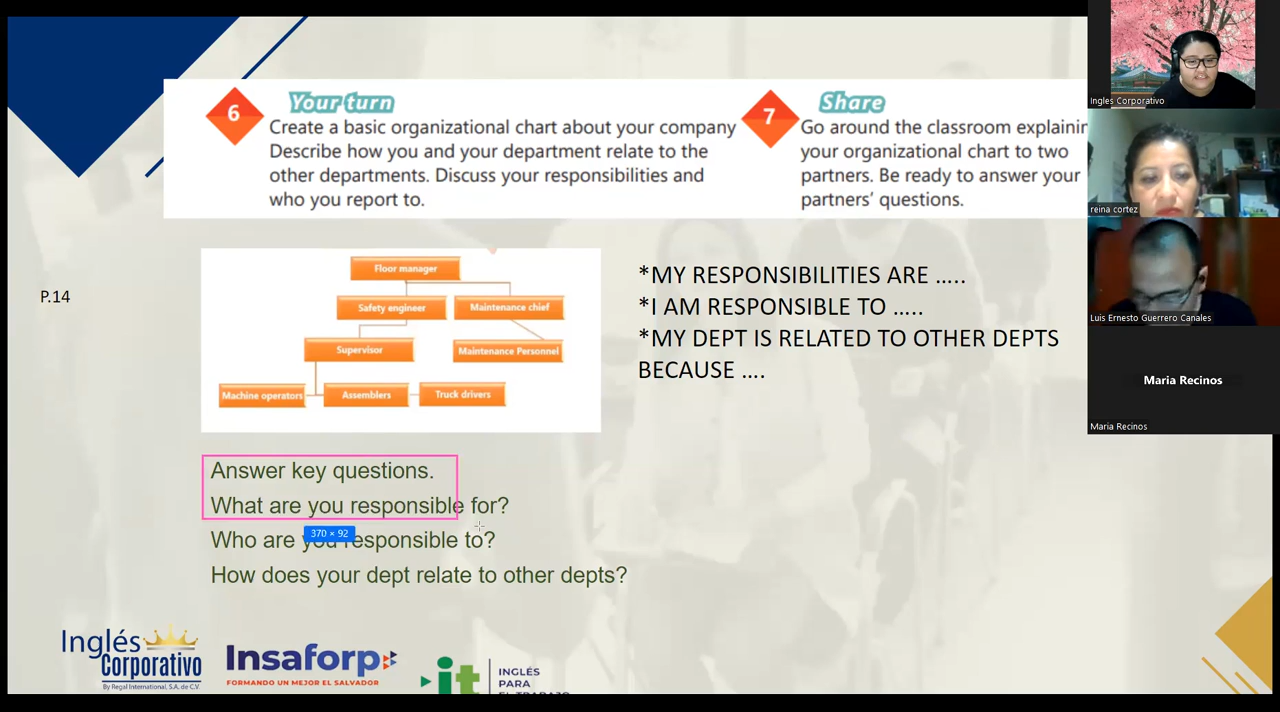 6
Your turn
Create a basic organizational chart about your company
Describe how you and your department relate to the
other departments. Discuss your responsibilities and
who you report to.
7
Share
Go around the classroom
your organizational chart to two
partners. Be ready to answer your
partners' questions.
P.14
Floor manager
Safety engineer
Maintenance chief
Supervisor
Maintenance Personnel
Machine operators
Assemblers
Truck drivers
*MY RESPONSIBILITIES ARE .....
*I AM RESPONSIBLE TO .....
*MY DEPT IS RELATED TO OTHER DEPTS
BECAUSE ....
Answer key questions.
What are you responsible for?
370 × 92
Who are you responsible to?
How does your dept relate to other depts?
Inglés
Corporativo
By Regal International, S.A. de C.V.
Insaforp
FORMANDO UN MEJOR EL SALVADOR
it
INGLÉS
PARA
EL TRABAJO
Ingles Corporativo
reina cortez
Luis Ernesto Guerrero Canales
Maria Recinos
Maria Recinos